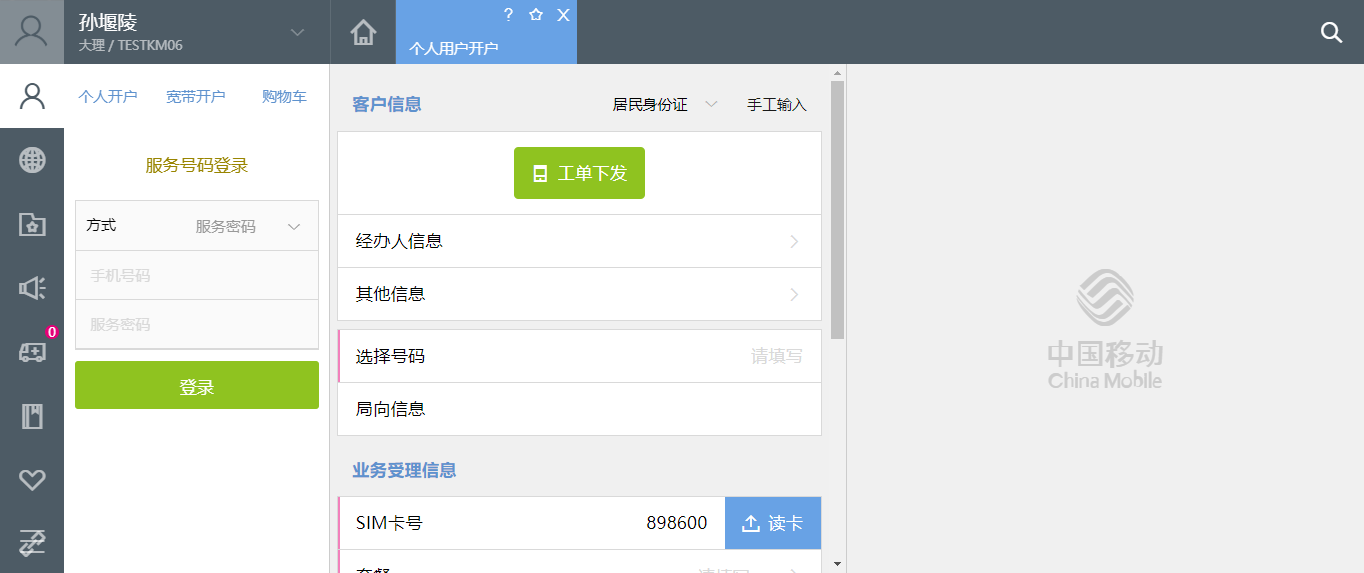 孙堰陵
大理 / TESTKM06
? X
个人用户开户
个人开户 宽带开户 购物车
服务号码登录
方式 服务密码
手机号码
服务密码
登录
0
客户信息 居民身份证 手工输入
工单下发
经办人信息
其他信息
选择号码 请填写
局向信息
业务受理信息
SIM卡号 898600 读卡
套餐 请填写
中国移动
China Mobile